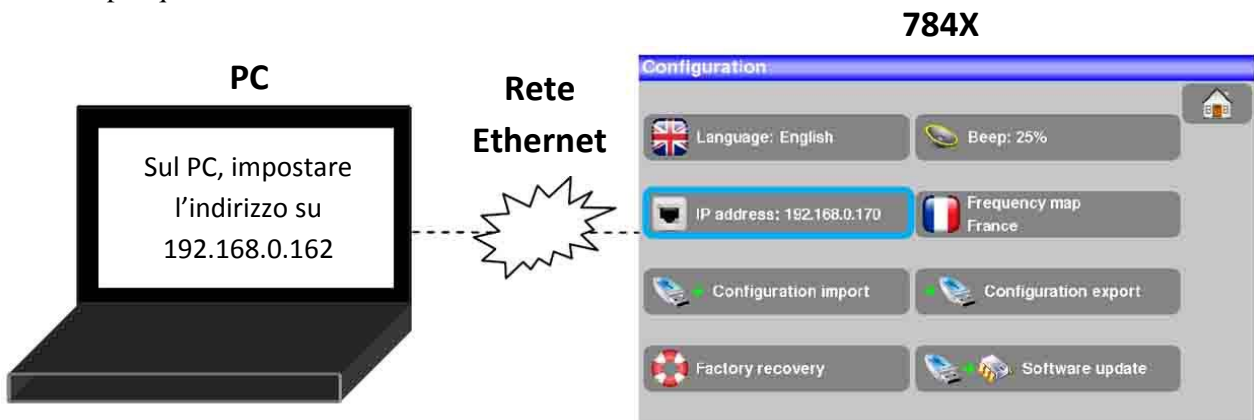 784X
PC
Rete
Ethernet
Sul PC, impostare
l’indirizzo su
192.168.0.162
Configuration
Language: English
Beep: 25%
IP address: 192.168.0.170
Frequency map
France
Configuration import
Configuration export
Factory recovery
Software update